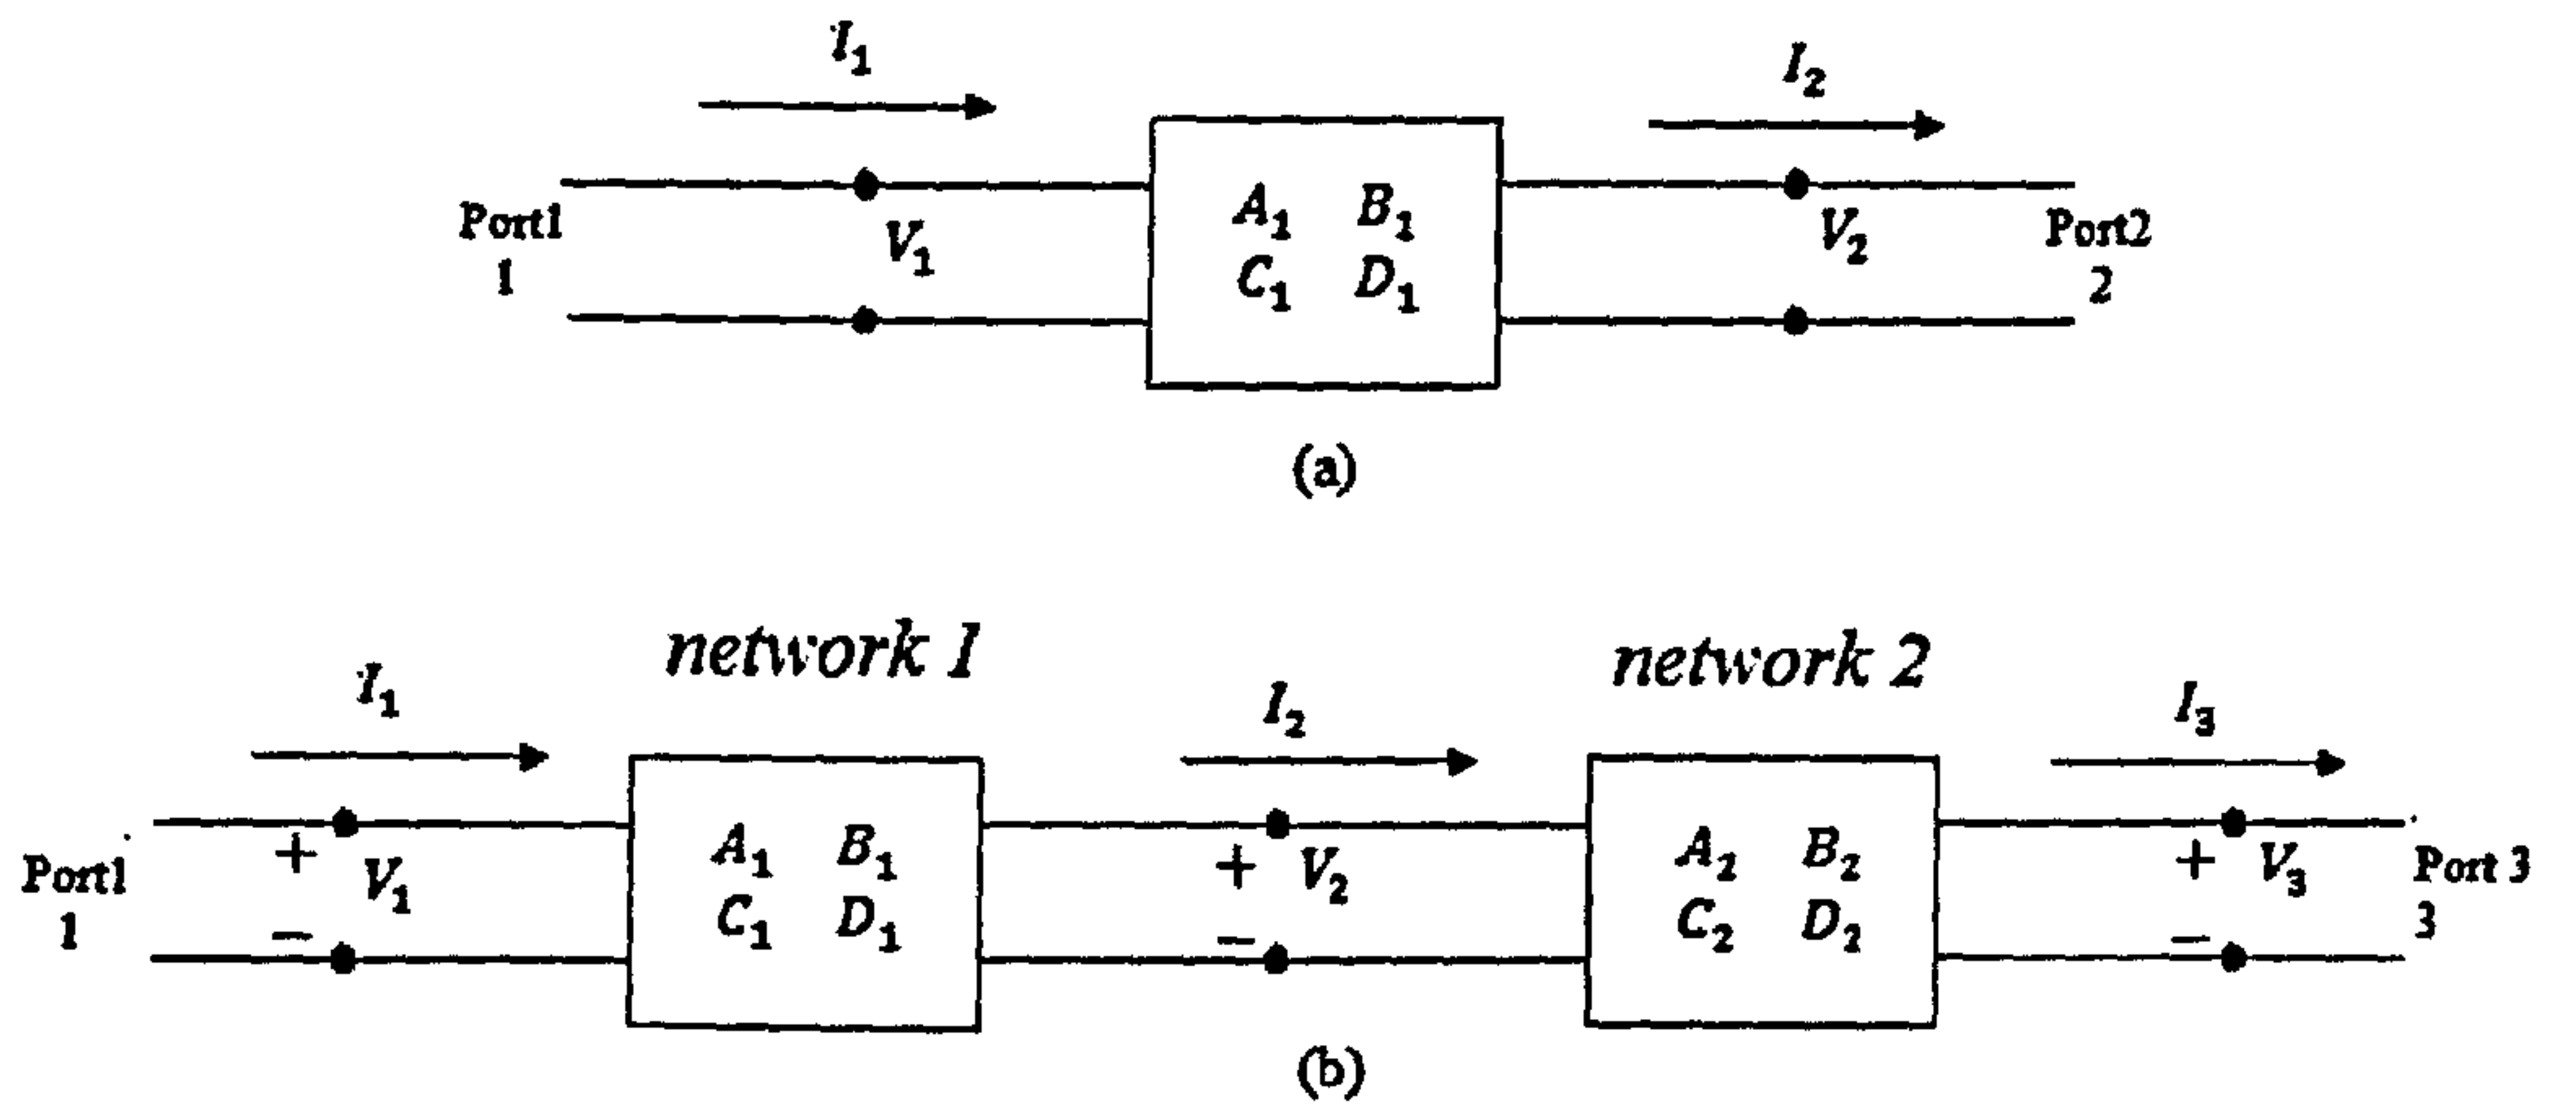 I₁ I₂
Port1 V₁ A₁ B₁ V₂ Port2
1 C₁ D₁ 2
(a)
network 1 network 2
I₁ I₂ I₃
Port1 + V₁ A₁ B₁ + V₂ A₂ B₂ + V₃ Port 3
1 − C₁ D₁ − C₂ D₂ − 3
(b)